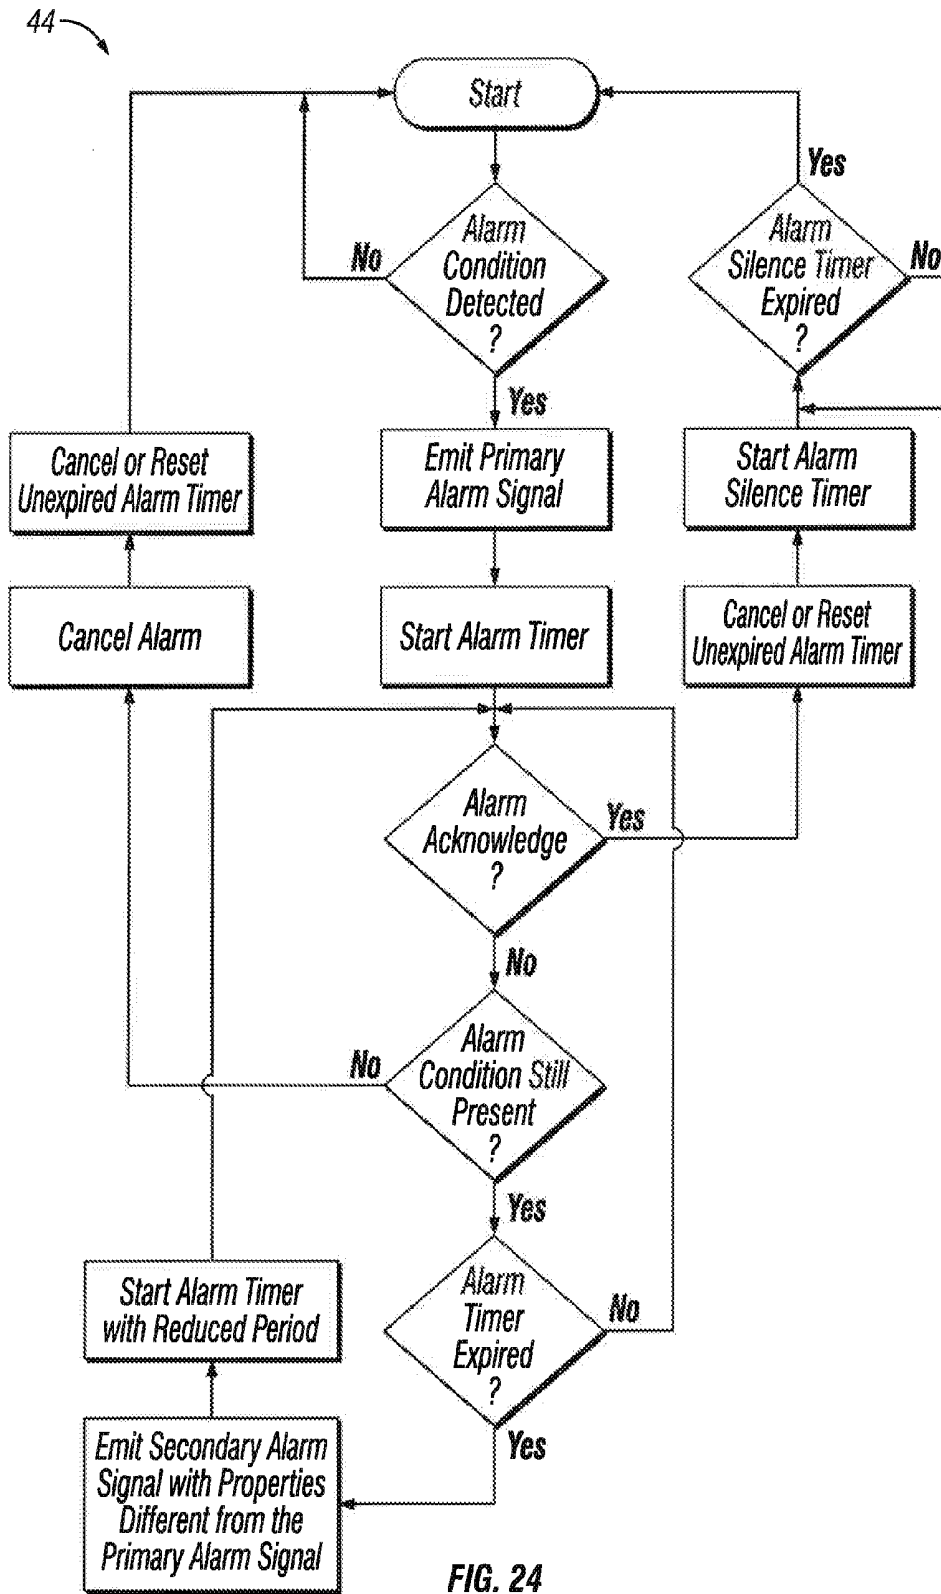 44
Start
Yes
Alarm
Condition
Detected
?
No
Alarm
Silence Timer
Expired
?
No
Yes
Cancel or Reset
Unexpired Alarm Timer
Emit Primary
Alarm Signal
Start Alarm
Silence Timer
Cancel Alarm
Start Alarm Timer
Cancel or Reset
Unexpired Alarm Timer
Alarm
Acknowledge
?
Yes
No
Alarm
Condition Still
Present
?
No
Yes
Start Alarm Timer
with Reduced Period
Alarm
Timer
Expired
?
No
Yes
Emit Secondary Alarm
Signal with Properties
Different from the
Primary Alarm Signal
FIG. 24